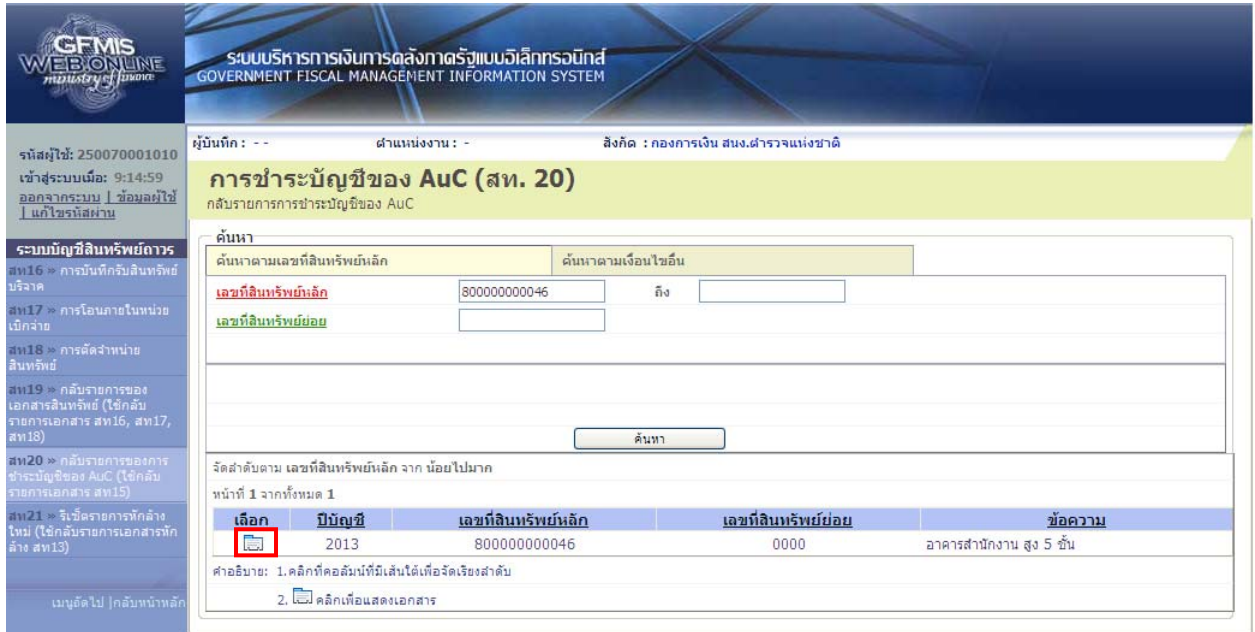 GFMIS
WEB ONLINE
ministry of finance
ระบบบริหารการเงินการคลังภาครัฐแบบอิเล็กทรอนิกส์
GOVERNMENT FISCAL MANAGEMENT INFORMATION SYSTEM
รหัสผู้ใช้: 250070001010
เข้าสู่ระบบเมื่อ: 9:14:59
ออกจากระบบ | ข้อมูลผู้ใช้
| แก้ไขรหัสผ่าน
ระบบบัญชีสินทรัพย์ถาวร
สท16 » การบันทึกรับสินทรัพย์
บริจาค
สท17 » การโอนภายในหน่วย
เบิกจ่าย
สท18 » การตัดจำหน่าย
สินทรัพย์
สท19 » กลับรายการของ
เอกสารสินทรัพย์ (ใช้กลับ
รายการเอกสาร สท16, สท17,
สท18)
สท20 » กลับรายการของการ
ชำระบัญชีของ AuC (ใช้กลับ
รายการเอกสาร สท15)
สท21 » รีเซ็ตรายการหักล้าง
ใหม่ (ใช้กลับรายการเอกสารหัก
ล้าง สท13)
เมนูถัดไป |กลับหน้าหลัก
ผู้บันทึก : - - ตำแหน่งงาน : - สังกัด : กองการเงิน สนง.ตำรวจแห่งชาติ
การชำระบัญชีของ AuC (สท. 20)
กลับรายการการชำระบัญชีของ AuC
ค้นหา
ค้นหาตามเลขที่สินทรัพย์หลัก ค้นหาตามเงื่อนไขอื่น
เลขที่สินทรัพย์หลัก 800000000046 ถึง
เลขที่สินทรัพย์ย่อย
ค้นหา
จัดลำดับตาม เลขที่สินทรัพย์หลัก จาก น้อยไปมาก
หน้าที่ 1 จากทั้งหมด 1
เลือก ปีบัญชี เลขที่สินทรัพย์หลัก เลขที่สินทรัพย์ย่อย ข้อความ
2013 800000000046 0000 อาคารสำนักงาน สูง 5 ชั้น
คำอธิบาย: 1.คลิกที่คอลัมน์ที่มีเส้นใต้เพื่อจัดเรียงลำดับ
2. คลิกเพื่อแสดงเอกสาร